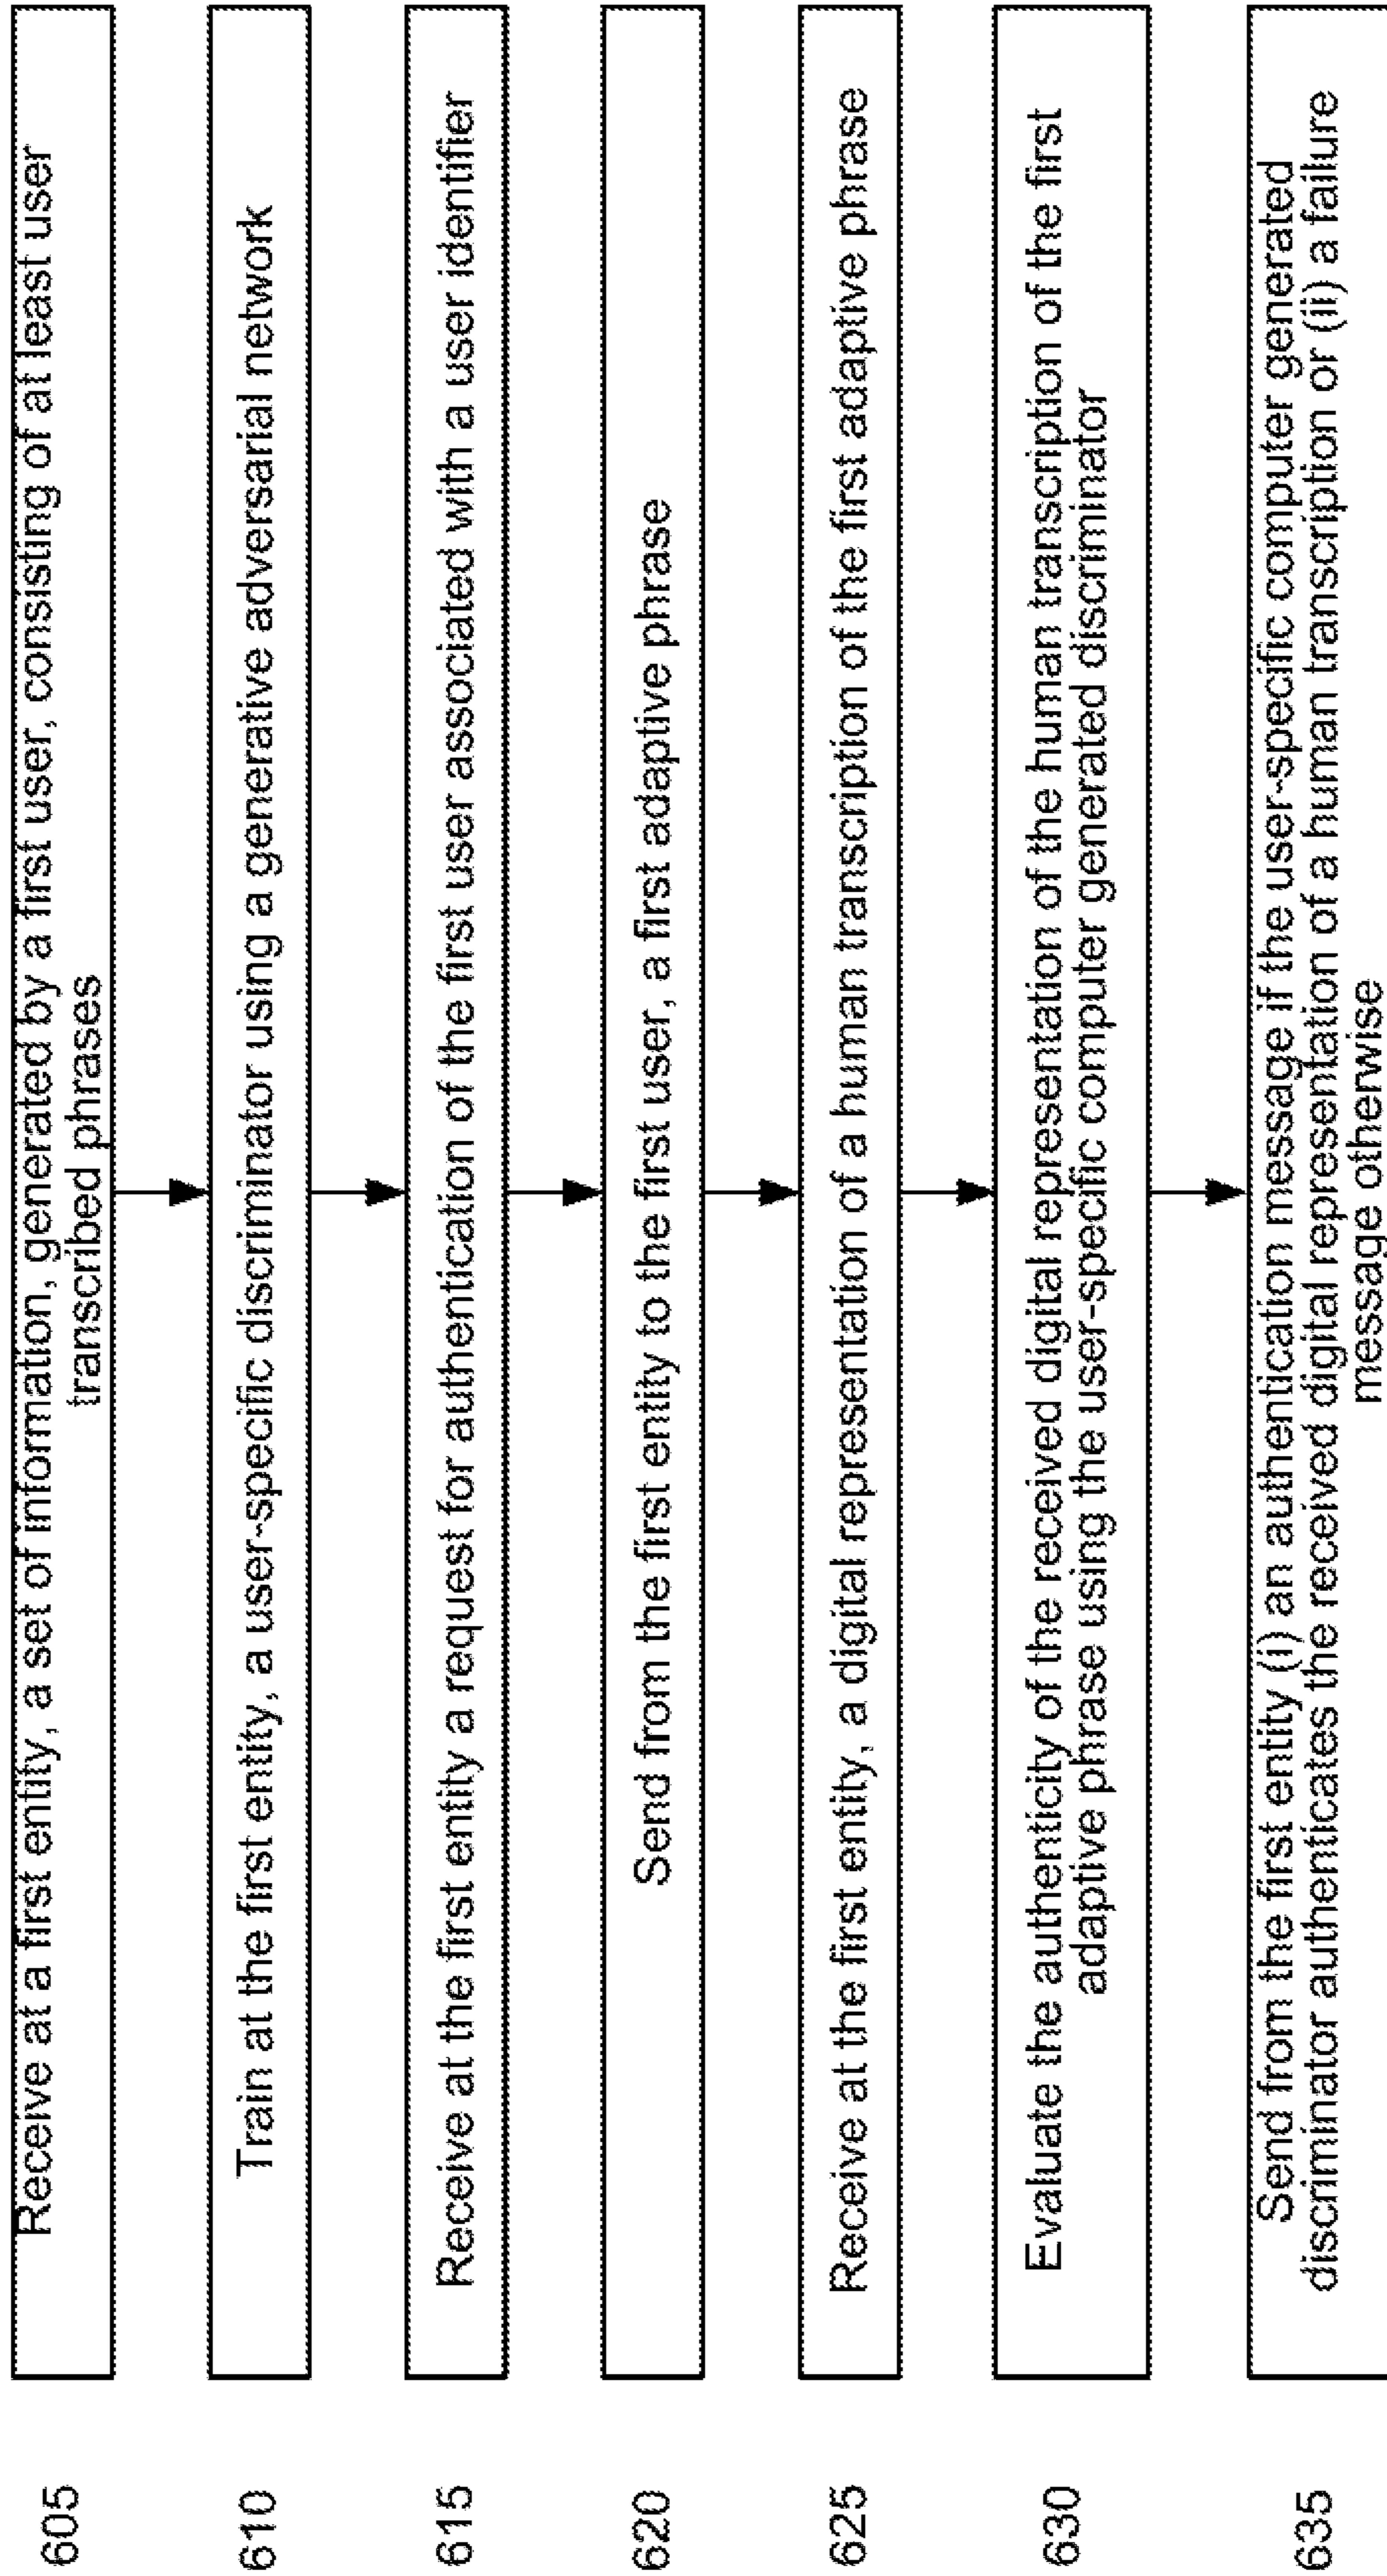 605
Receive at a first entity, a set of information, generated by a first user, consisting of at least user
transcribed phrases
610
Train at the first entity, a user-specific discriminator using a generative adversarial network
615
Receive at the first entity a request for authentication of the first user associated with a user identifier
620
Send from the first entity to the first user, a first adaptive phrase
625
Receive at the first entity, a digital representation of a human transcription of the first adaptive phrase
630
Evaluate the authenticity of the received digital representation of the human transcription of the first
adaptive phrase using the user-specific computer generated discriminator
635
Send from the first entity (i) an authentication message if the user-specific computer generated
discriminator authenticates the received digital representation of a human transcription or (ii) a failure
message otherwise